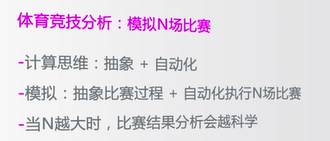 体育竞技分析：模拟N场比赛
-计算思维：抽象 + 自动化
-模拟：抽象比赛过程 + 自动化执行N场比赛
-当N越大时，比赛结果分析会越科学